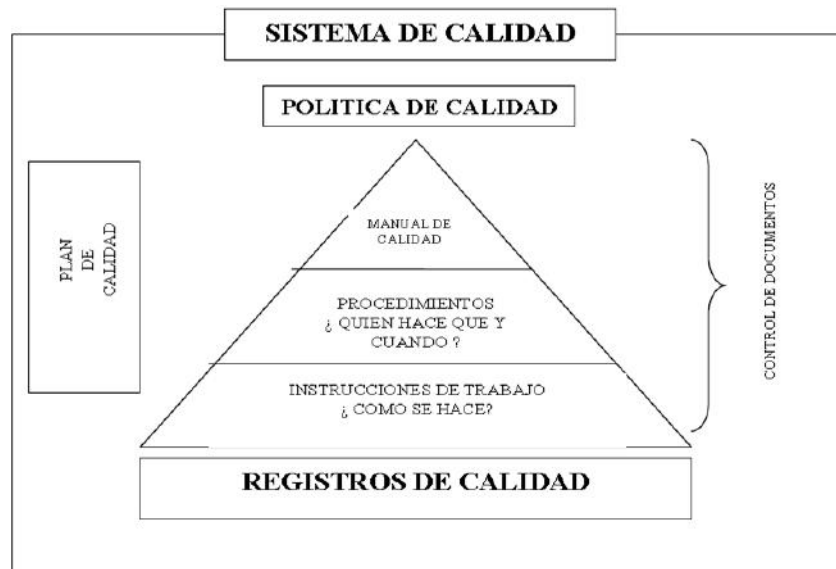 SISTEMA DE CALIDAD
POLITICA DE CALIDAD
PLAN
DE
CALIDAD
MANUAL DE
CALIDAD
PROCEDIMIENTOS
¿ QUIEN HACE QUE Y
CUANDO ?
INSTRUCCIONES DE TRABAJO
¿ COMO SE HACE?
CONTROL DE DOCUMENTOS
REGISTROS DE CALIDAD